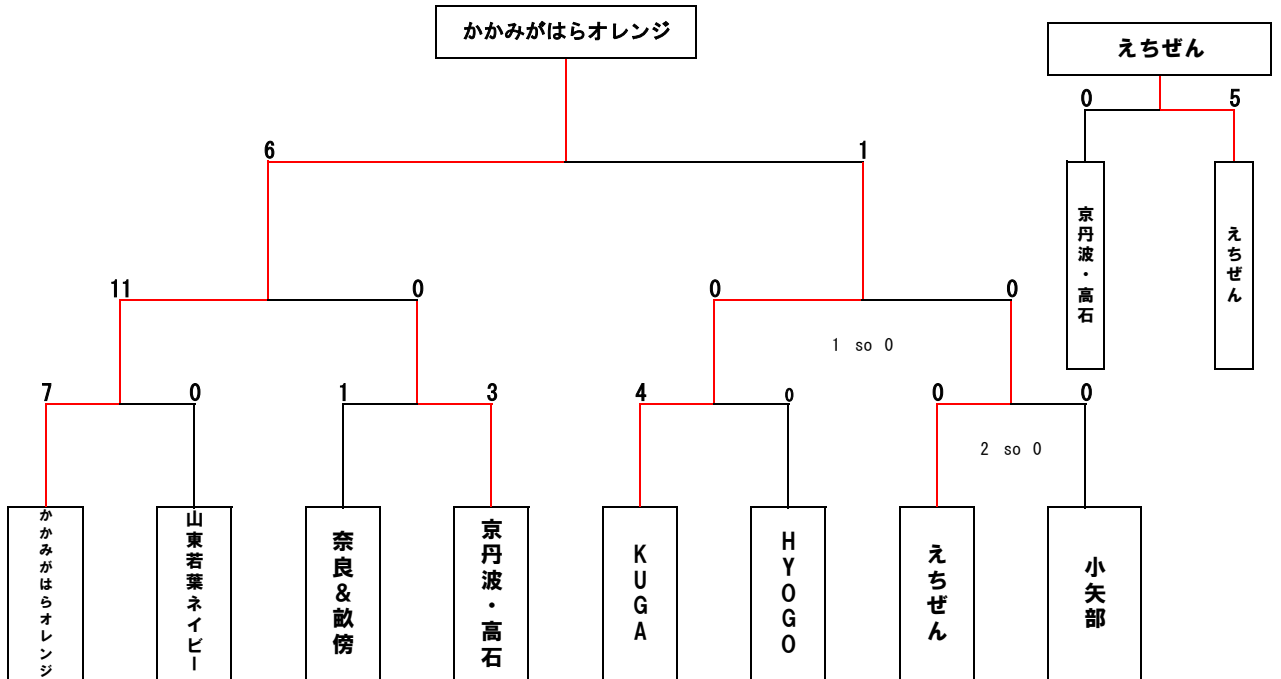 かかみがはらオレンジ
えちぜん
0
5
6
1
京丹波・高石
えちぜん
11
0
0
0
1 so 0
7
0
1
3
4
0
0
0
2 so 0
かかみがはらオレンジ
山東若葉ネイビー
奈良&畝傍
京丹波・高石
KUGA
HYOGO
えちぜん
小矢部